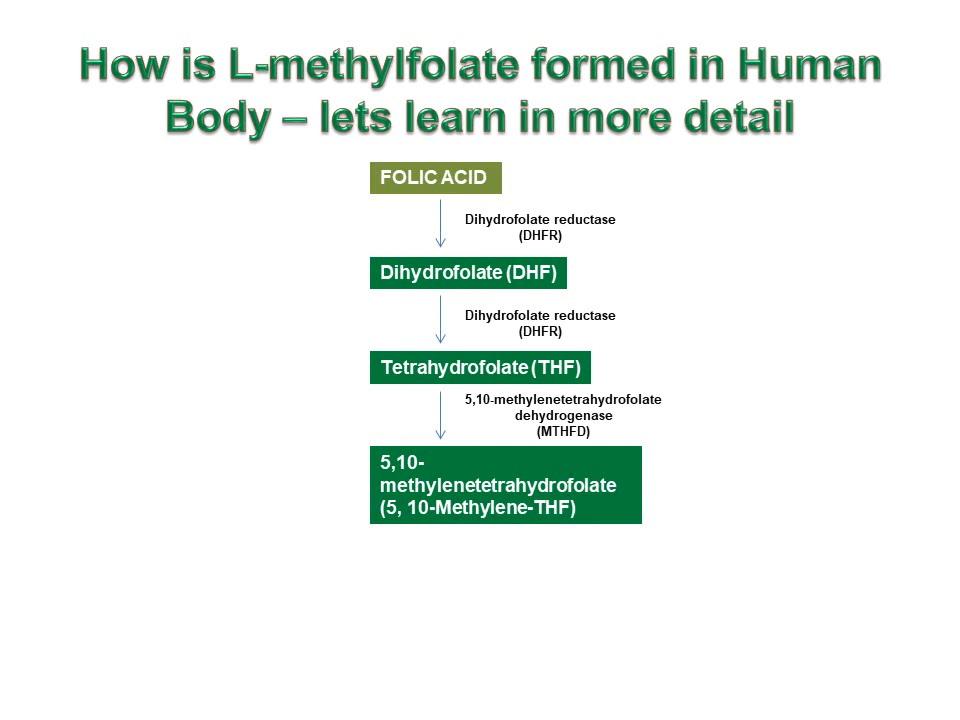 How is L-methylfolate formed in Human
Body – lets learn in more detail
FOLIC ACID
Dihydrofolate reductase
(DHFR)
Dihydrofolate (DHF)
Dihydrofolate reductase
(DHFR)
Tetrahydrofolate (THF)
5,10-methylenetetrahydrofolate
dehydrogenase
(MTHFD)
5,10-
methylenetetrahydrofolate
(5, 10-Methylene-THF)